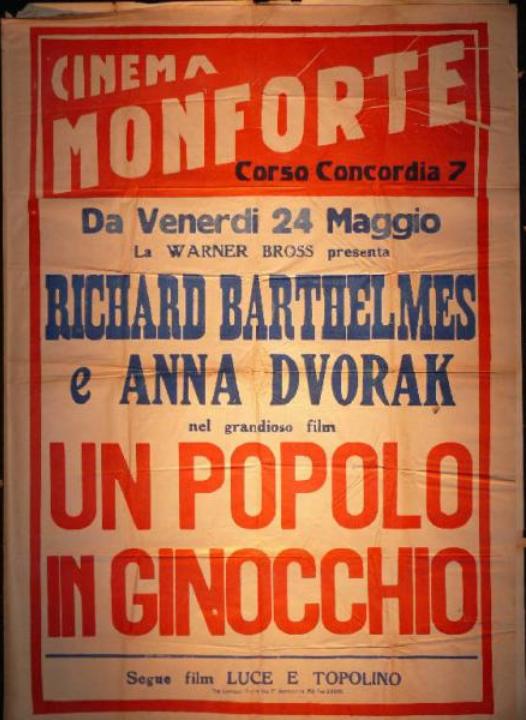 CINEMA
MONFORTE
Corso Concordia 7
Da Venerdi 24 Maggio
La WARNER BROSS presenta
RICHARD BARTHELMES
e ANNA DVORAK
nel grandioso film
UN POPOLO
IN GINOCCHIO
Segue film LUCE E TOPOLINO